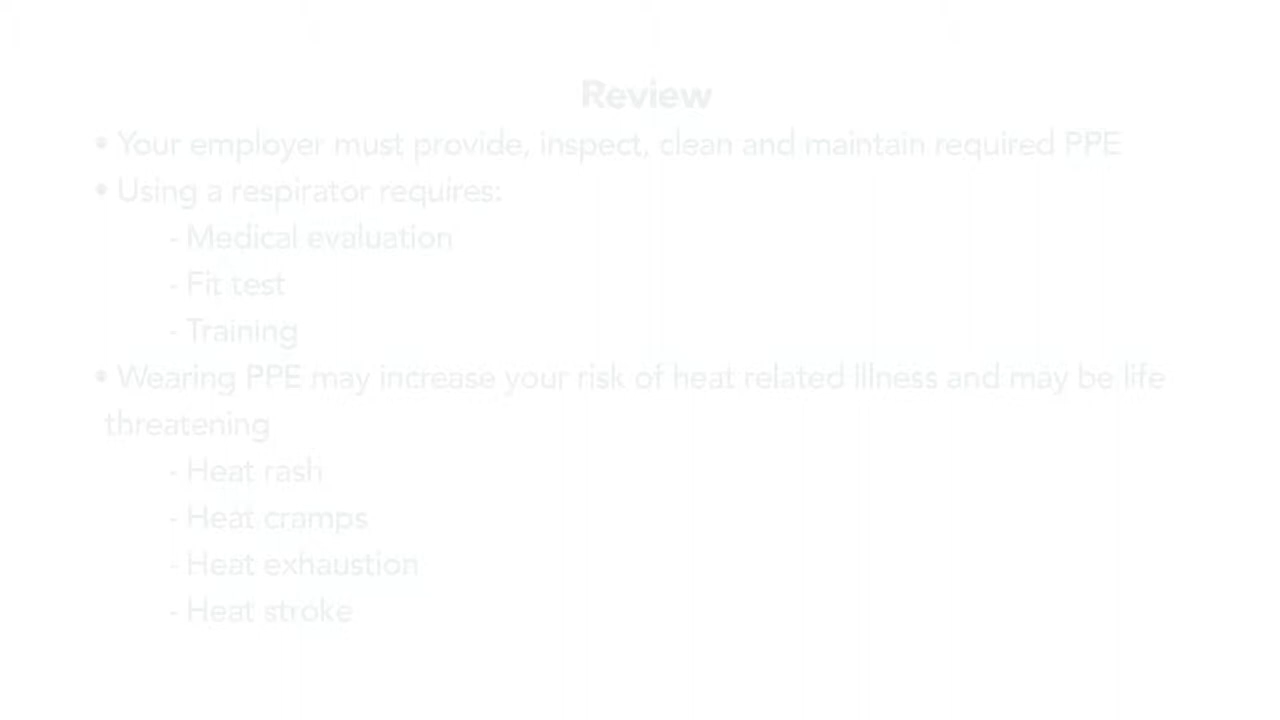 Review
• Your employer must provide, inspect, clean and maintain required PPE
• Using a respirator requires:
- Medical evaluation
- Fit test
- Training
• Wearing PPE may increase your risk of heat related Illness and may be life
threatening
- Heat rash
- Heat cramps
- Heat exhaustion
- Heat stroke